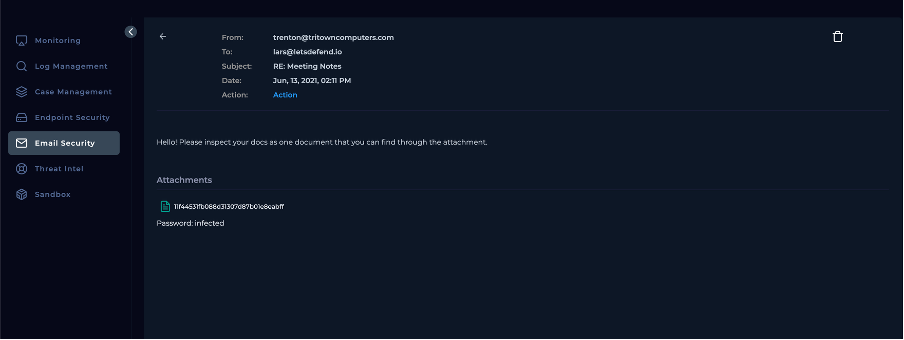 Monitoring
Log Management
Case Management
Endpoint Security
Email Security
Threat Intel
Sandbox
From: trenton@tritowncomputers.com
To: lars@letsdefend.io
Subject: RE: Meeting Notes
Date: Jun, 13, 2021, 02:11 PM
Action: Action
Hello! Please inspect your docs as one document that you can find through the attachment.
Attachments
11f44531fb088d31307d87b01e8eabff
Password: infected